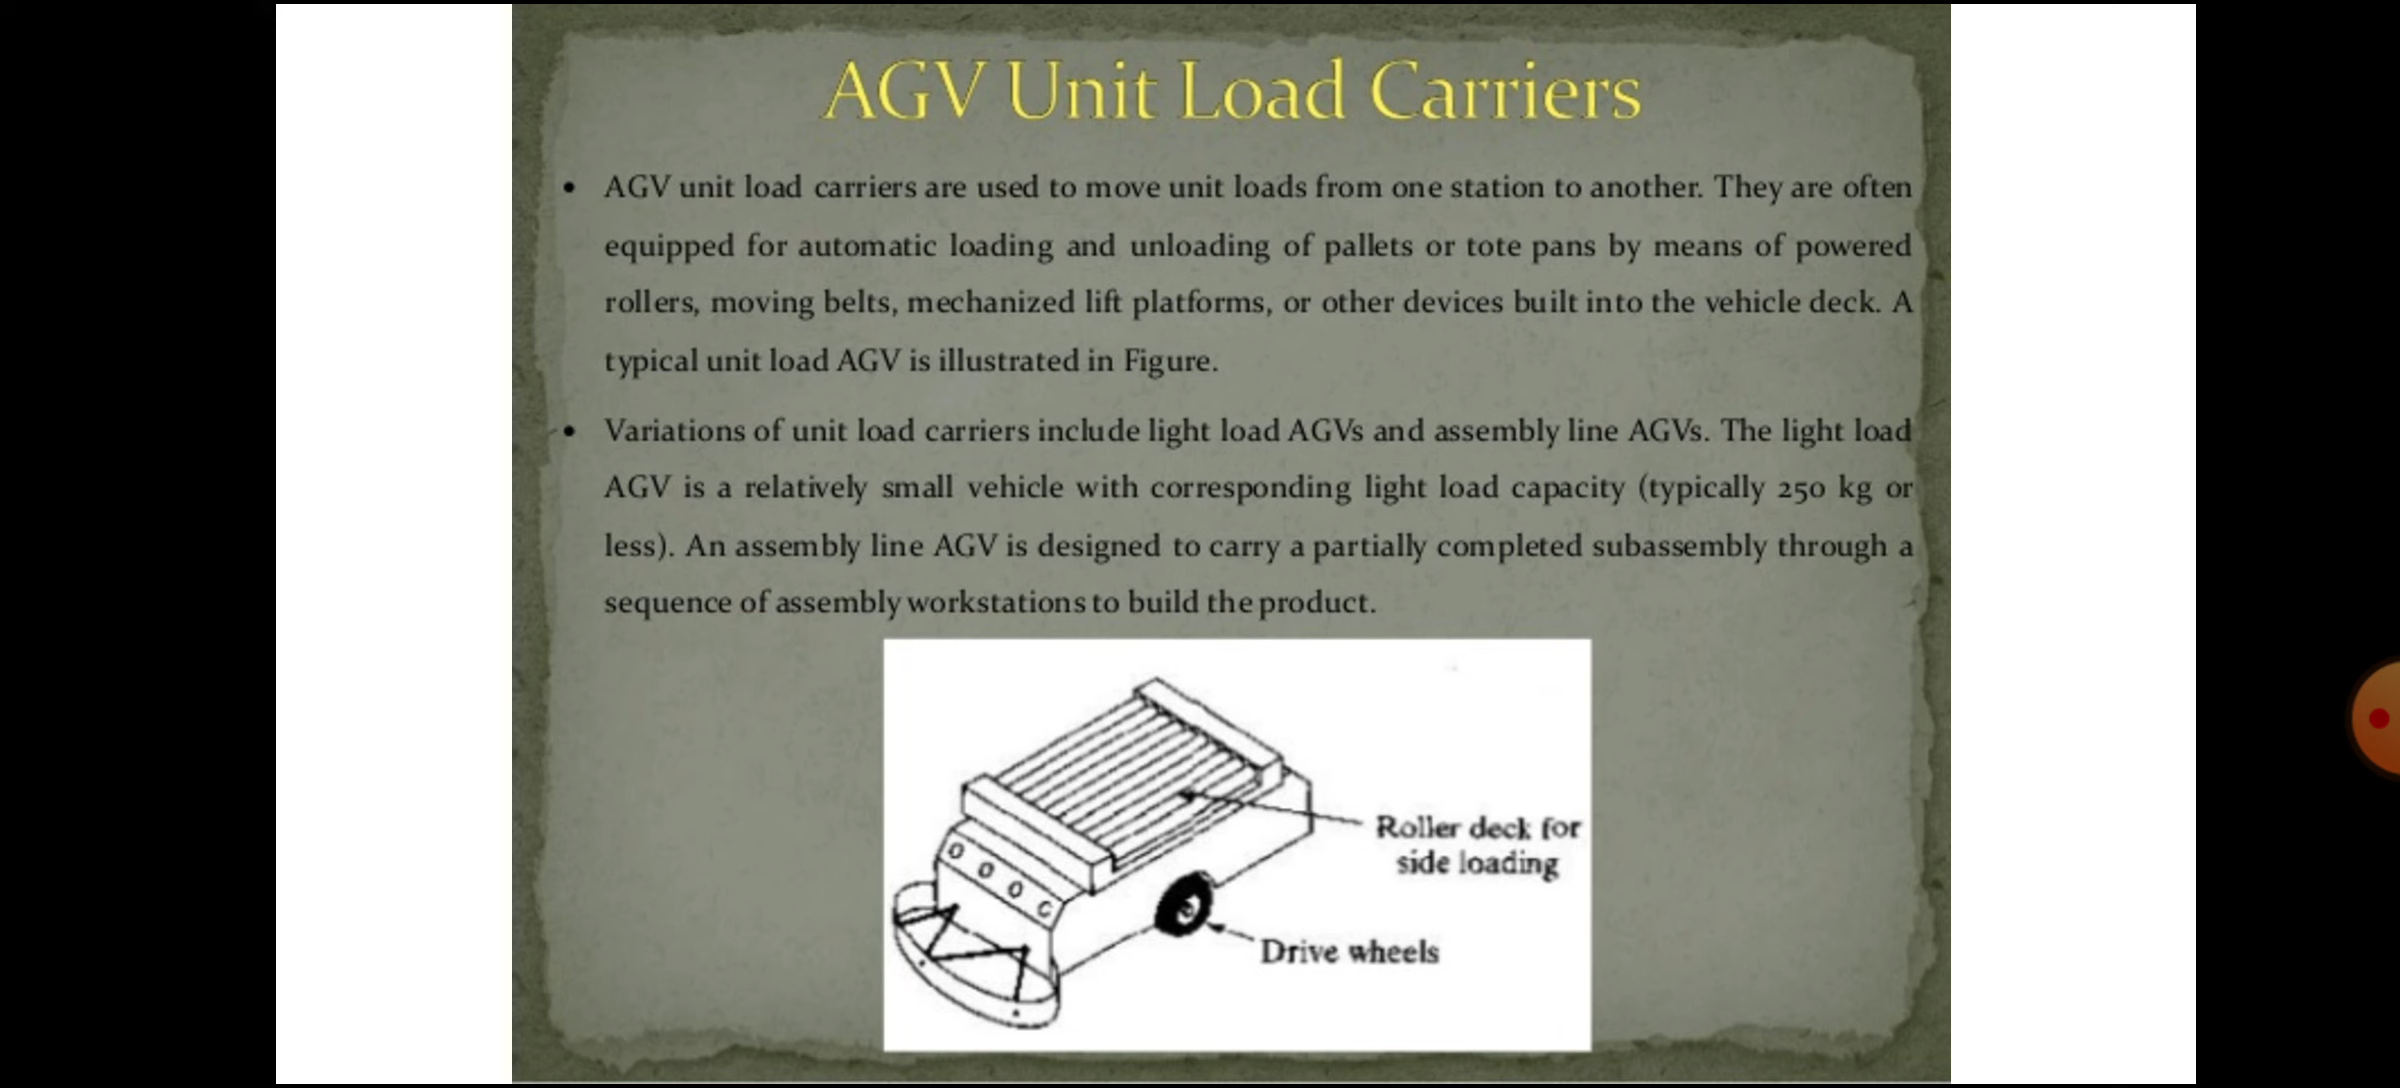 AGV Unit Load Carriers
• AGV unit load carriers are used to move unit loads from one station to another. They are often
equipped for automatic loading and unloading of pallets or tote pans by means of powered
rollers, moving belts, mechanized lift platforms, or other devices built into the vehicle deck. A
typical unit load AGV is illustrated in Figure.
• Variations of unit load carriers include light load AGVs and assembly line AGVs. The light load
AGV is a relatively small vehicle with corresponding light load capacity (typically 250 kg or
less). An assembly line AGV is designed to carry a partially completed subassembly through a
sequence of assembly workstations to build the product.
Roller deck for
side loading
Drive wheels